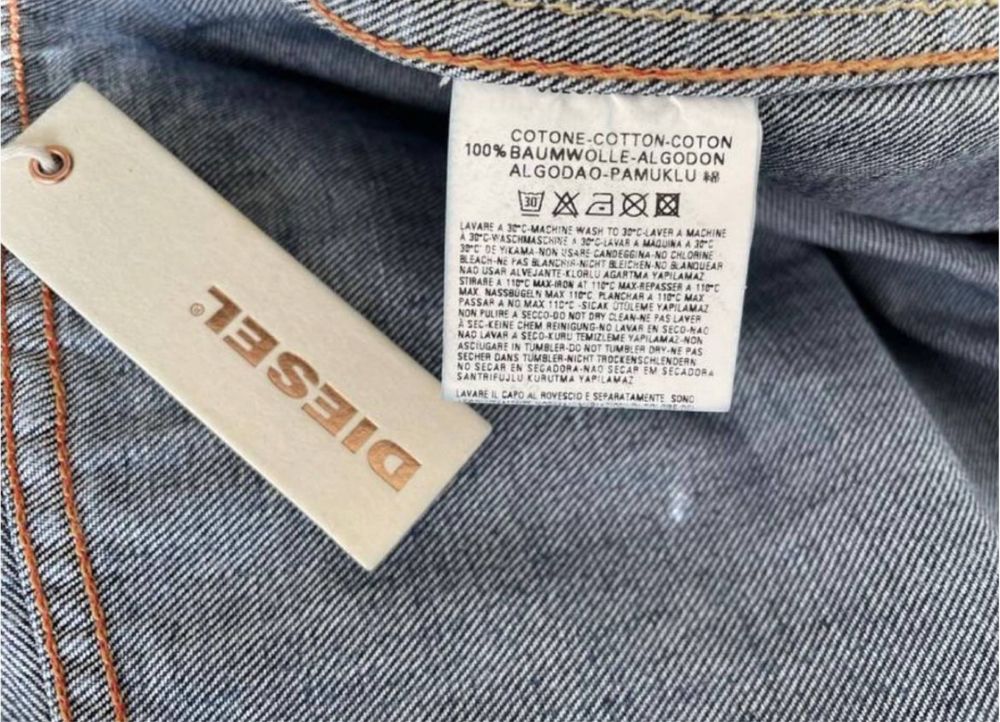 COTONE-COTTON-COTON
100% BAUMWOLLE-ALGODON
ALGODAO-PAMUKLU 綿
30
LAVARE A 30°C-MACHINE WASH TO 30°C-LAVER A MACHINE
A 30°C-WASCHMASCHINE A 30°C-LAVAR A MAQUINA A 30°C
30°C' DE YIKAMA-NON USARE CANDEGGINA-NO CHLORINE
BLEACH-NE PAS BLANCHIR-NICHT BLEICHEN-NO BLANQUEAR
NAO USAR ALVEJANTE-KLORLU AGARTMA YAPILAMAZ
STIRARE A 110°C MAX-IRON AT 110°C MAX-REPASSER A 110°C
MAX. NASSBÜGELN MAX 110°C. PLANCHAR A 110°C MAX
PASSAR A NO MAX 110°C -SICAK ÜTÜLEME YAPILAMAZ
NON PULIRE A SECCO-DO NOT DRY CLEAN-NE PAS LAVER
À SEC-KEINE CHEM REINIGUNG-NO LAVAR EN SECO-NAO
NAO LAVAR A SECO-KURU TEMIZLEME YAPILAMAZ-NON
ASCIUGARE IN TUMBLER-DO NOT TUMBLER DRY-NE PAS
SECHER DANS TUMBLER-NICHT TROCKENSCHLENDERN
NO SECAR EN SECADORA-NAO SECAR EM SECADORA
SANTRIFUJLU KURUTMA YAPILAMAZ
LAVARE IL CAPO AL ROVESCIO E SEPARATAMENTE. SONO
DIESEL®